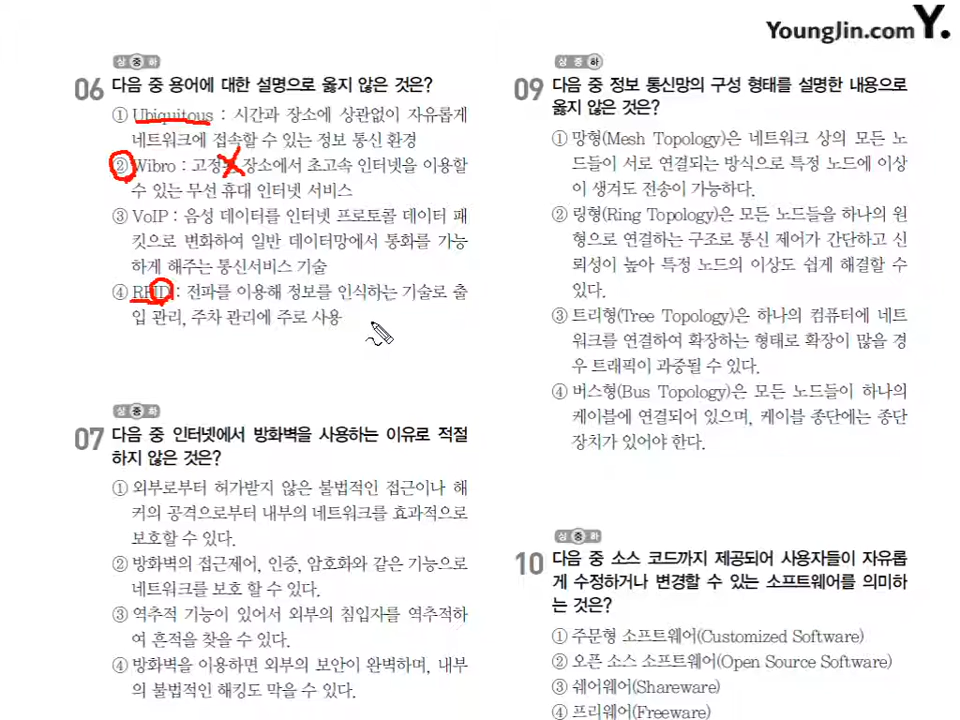 YoungJin.com Y.
상 중 하
06 다음 중 용어에 대한 설명으로 옳지 않은 것은?
① Ubiquitous : 시간과 장소에 상관없이 자유롭게
네트워크에 접속할 수 있는 정보 통신 환경
② Wibro : 고정된 장소에서 초고속 인터넷을 이용할
수 있는 무선 휴대 인터넷 서비스
③ VoIP : 음성 데이터를 인터넷 프로토콜 데이터 패
킷으로 변화하여 일반 데이터망에서 통화를 가능
하게 해주는 통신서비스 기술
④ RFID : 전파를 이용해 정보를 인식하는 기술로 출
입 관리, 주차 관리에 주로 사용
상 중 하
07 다음 중 인터넷에서 방화벽을 사용하는 이유로 적절
하지 않은 것은?
① 외부로부터 허가받지 않은 불법적인 접근이나 해
커의 공격으로부터 내부의 네트워크를 효과적으로
보호할 수 있다.
② 방화벽의 접근제어, 인증, 암호화와 같은 기능으로
네트워크를 보호 할 수 있다.
③ 역추적 기능이 있어서 외부의 침입자를 역추적하
여 흔적을 찾을 수 있다.
④ 방화벽을 이용하면 외부의 보안이 완벽하며, 내부
의 불법적인 해킹도 막을 수 있다.
상 중 하
09 다음 중 정보 통신망의 구성 형태를 설명한 내용으로
옳지 않은 것은?
① 망형(Mesh Topology)은 네트워크 상의 모든 노
드들이 서로 연결되는 방식으로 특정 노드에 이상
이 생겨도 전송이 가능하다.
② 링형(Ring Topology)은 모든 노드들을 하나의 원
형으로 연결하는 구조로 통신 제어가 간단하고 신
뢰성이 높아 특정 노드의 이상도 쉽게 해결할 수
있다.
③ 트리형(Tree Topology)은 하나의 컴퓨터에 네트
워크를 연결하여 확장하는 형태로 확장이 많을 경
우 트래픽이 과중될 수 있다.
④ 버스형(Bus Topology)은 모든 노드들이 하나의
케이블에 연결되어 있으며, 케이블 종단에는 종단
장치가 있어야 한다.
상 중 하
10 다음 중 소스 코드까지 제공되어 사용자들이 자유롭
게 수정하거나 변경할 수 있는 소프트웨어를 의미하
는 것은?
① 주문형 소프트웨어(Customized Software)
② 오픈 소스 소프트웨어(Open Source Software)
③ 쉐어웨어(Shareware)
④ 프리웨어(Freeware)